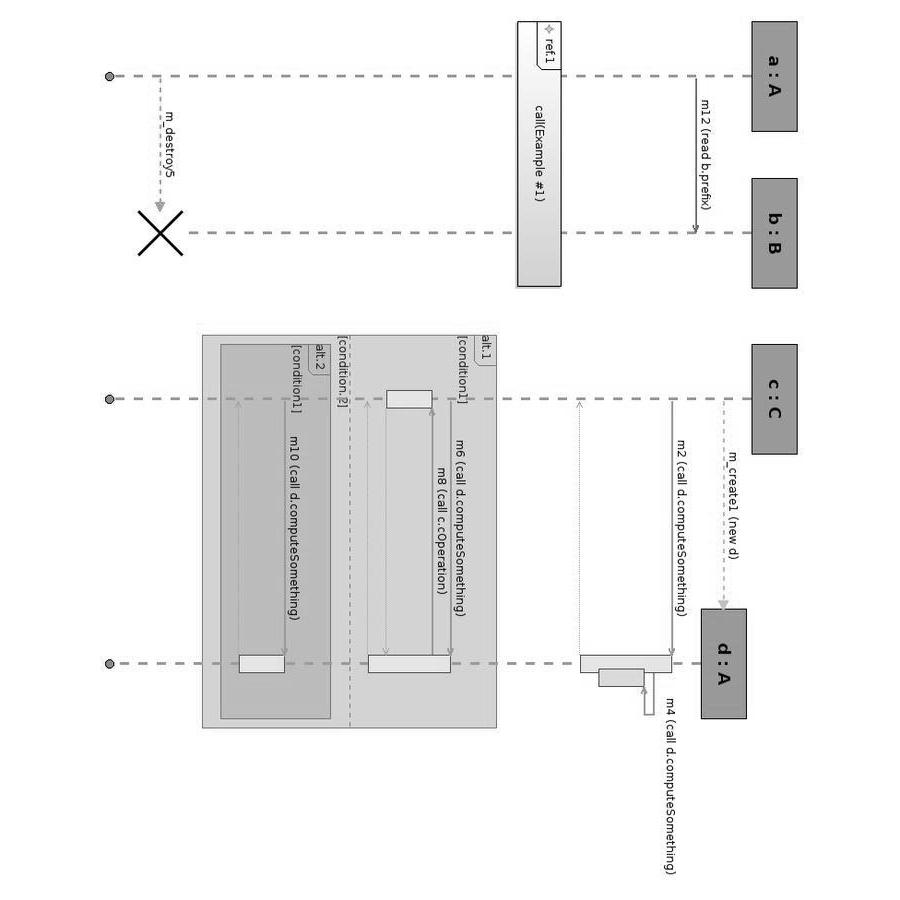 a : A
b : B
c : C
m_create1 (new d)
d : A
m12 (read b.prefix)
m2 (call d.computeSomething)
m4 (call d.computeSomething)
ref.1
call(Example #1)
alt.1
[condition1]
m6 (call d.computeSomething)
m8 (call c.cOperation)
[condition.2]
alt.2
[condition1]
m10 (call d.computeSomething)
m_destroy5